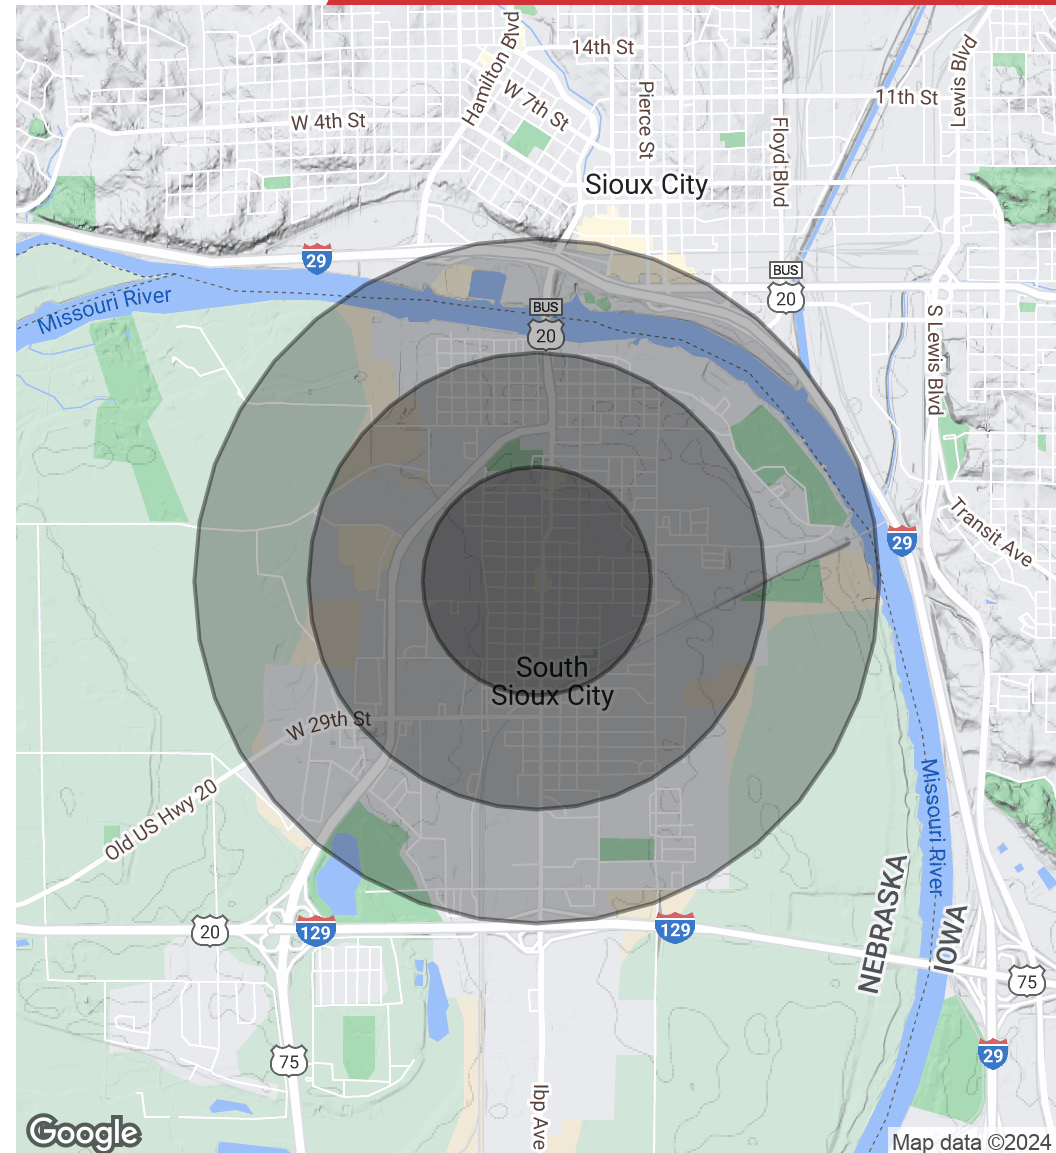 14th St
Hamilton Blvd
W 7th St
Pierce St
11th St
Lewis Blvd
W 4th St
Floyd Blvd
Sioux City
29
BUS
20
Missouri River
BUS
20
S Lewis Blvd
Transit Ave
29
South
Sioux City
W 29th St
Old US Hwy 20
Missouri River
NEBRASKA
IOWA
20
129
129
75
75
29
Ibp Ave
Google
Map data ©2024